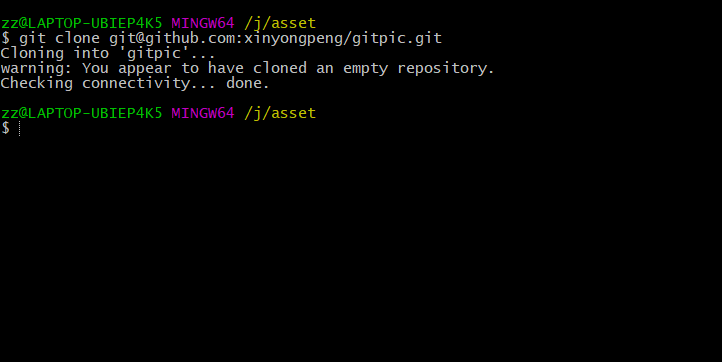 zz@LAPTOP-UBIEP4K5 MINGW64 /j/asset
$ git clone git@github.com:xinyongpeng/gitpic.git
Cloning into 'gitpic'...
warning: You appear to have cloned an empty repository.
Checking connectivity... done.
zz@LAPTOP-UBIEP4K5 MINGW64 /j/asset
$